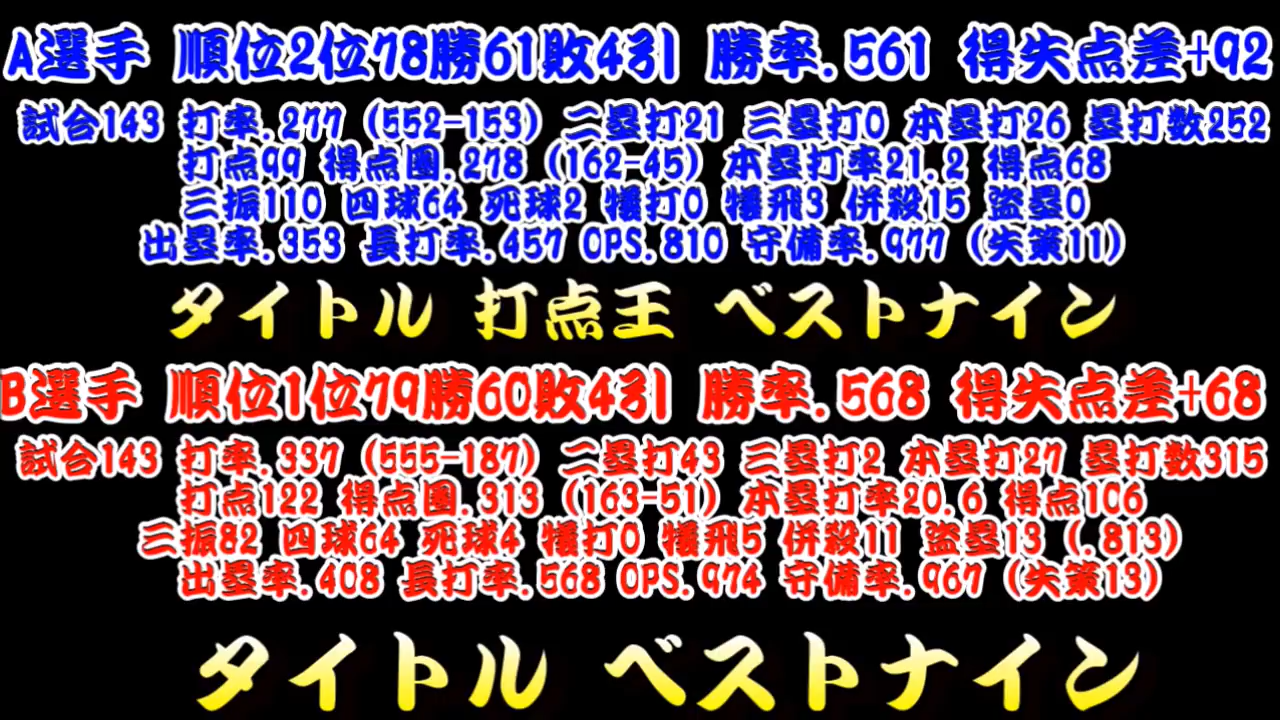 A選手 順位2位78勝61敗4引 勝率.561 得失点差+92
試合143 打率.277 (552-153) 二塁打21 三塁打0 本塁打26 塁打数252
打点99 得点圏.278 (162-45) 本塁打率21.2 得点68
三振110 四球64 死球2 犠打0 犠飛3 併殺15 盗塁0
出塁率.353 長打率.457 OPS.810 守備率.977 (失策11)
タイトル 打点王 ベストナイン
B選手 順位1位79勝60敗4引 勝率.568 得失点差+68
試合143 打率.337 (555-187) 二塁打43 三塁打2 本塁打27 塁打数315
打点122 得点圏.313 (163-51) 本塁打率20.6 得点106
三振82 四球64 死球4 犠打0 犠飛5 併殺11 盗塁13 (.813)
出塁率.408 長打率.568 OPS.974 守備率.967 (失策13)
タイトル ベストナイン